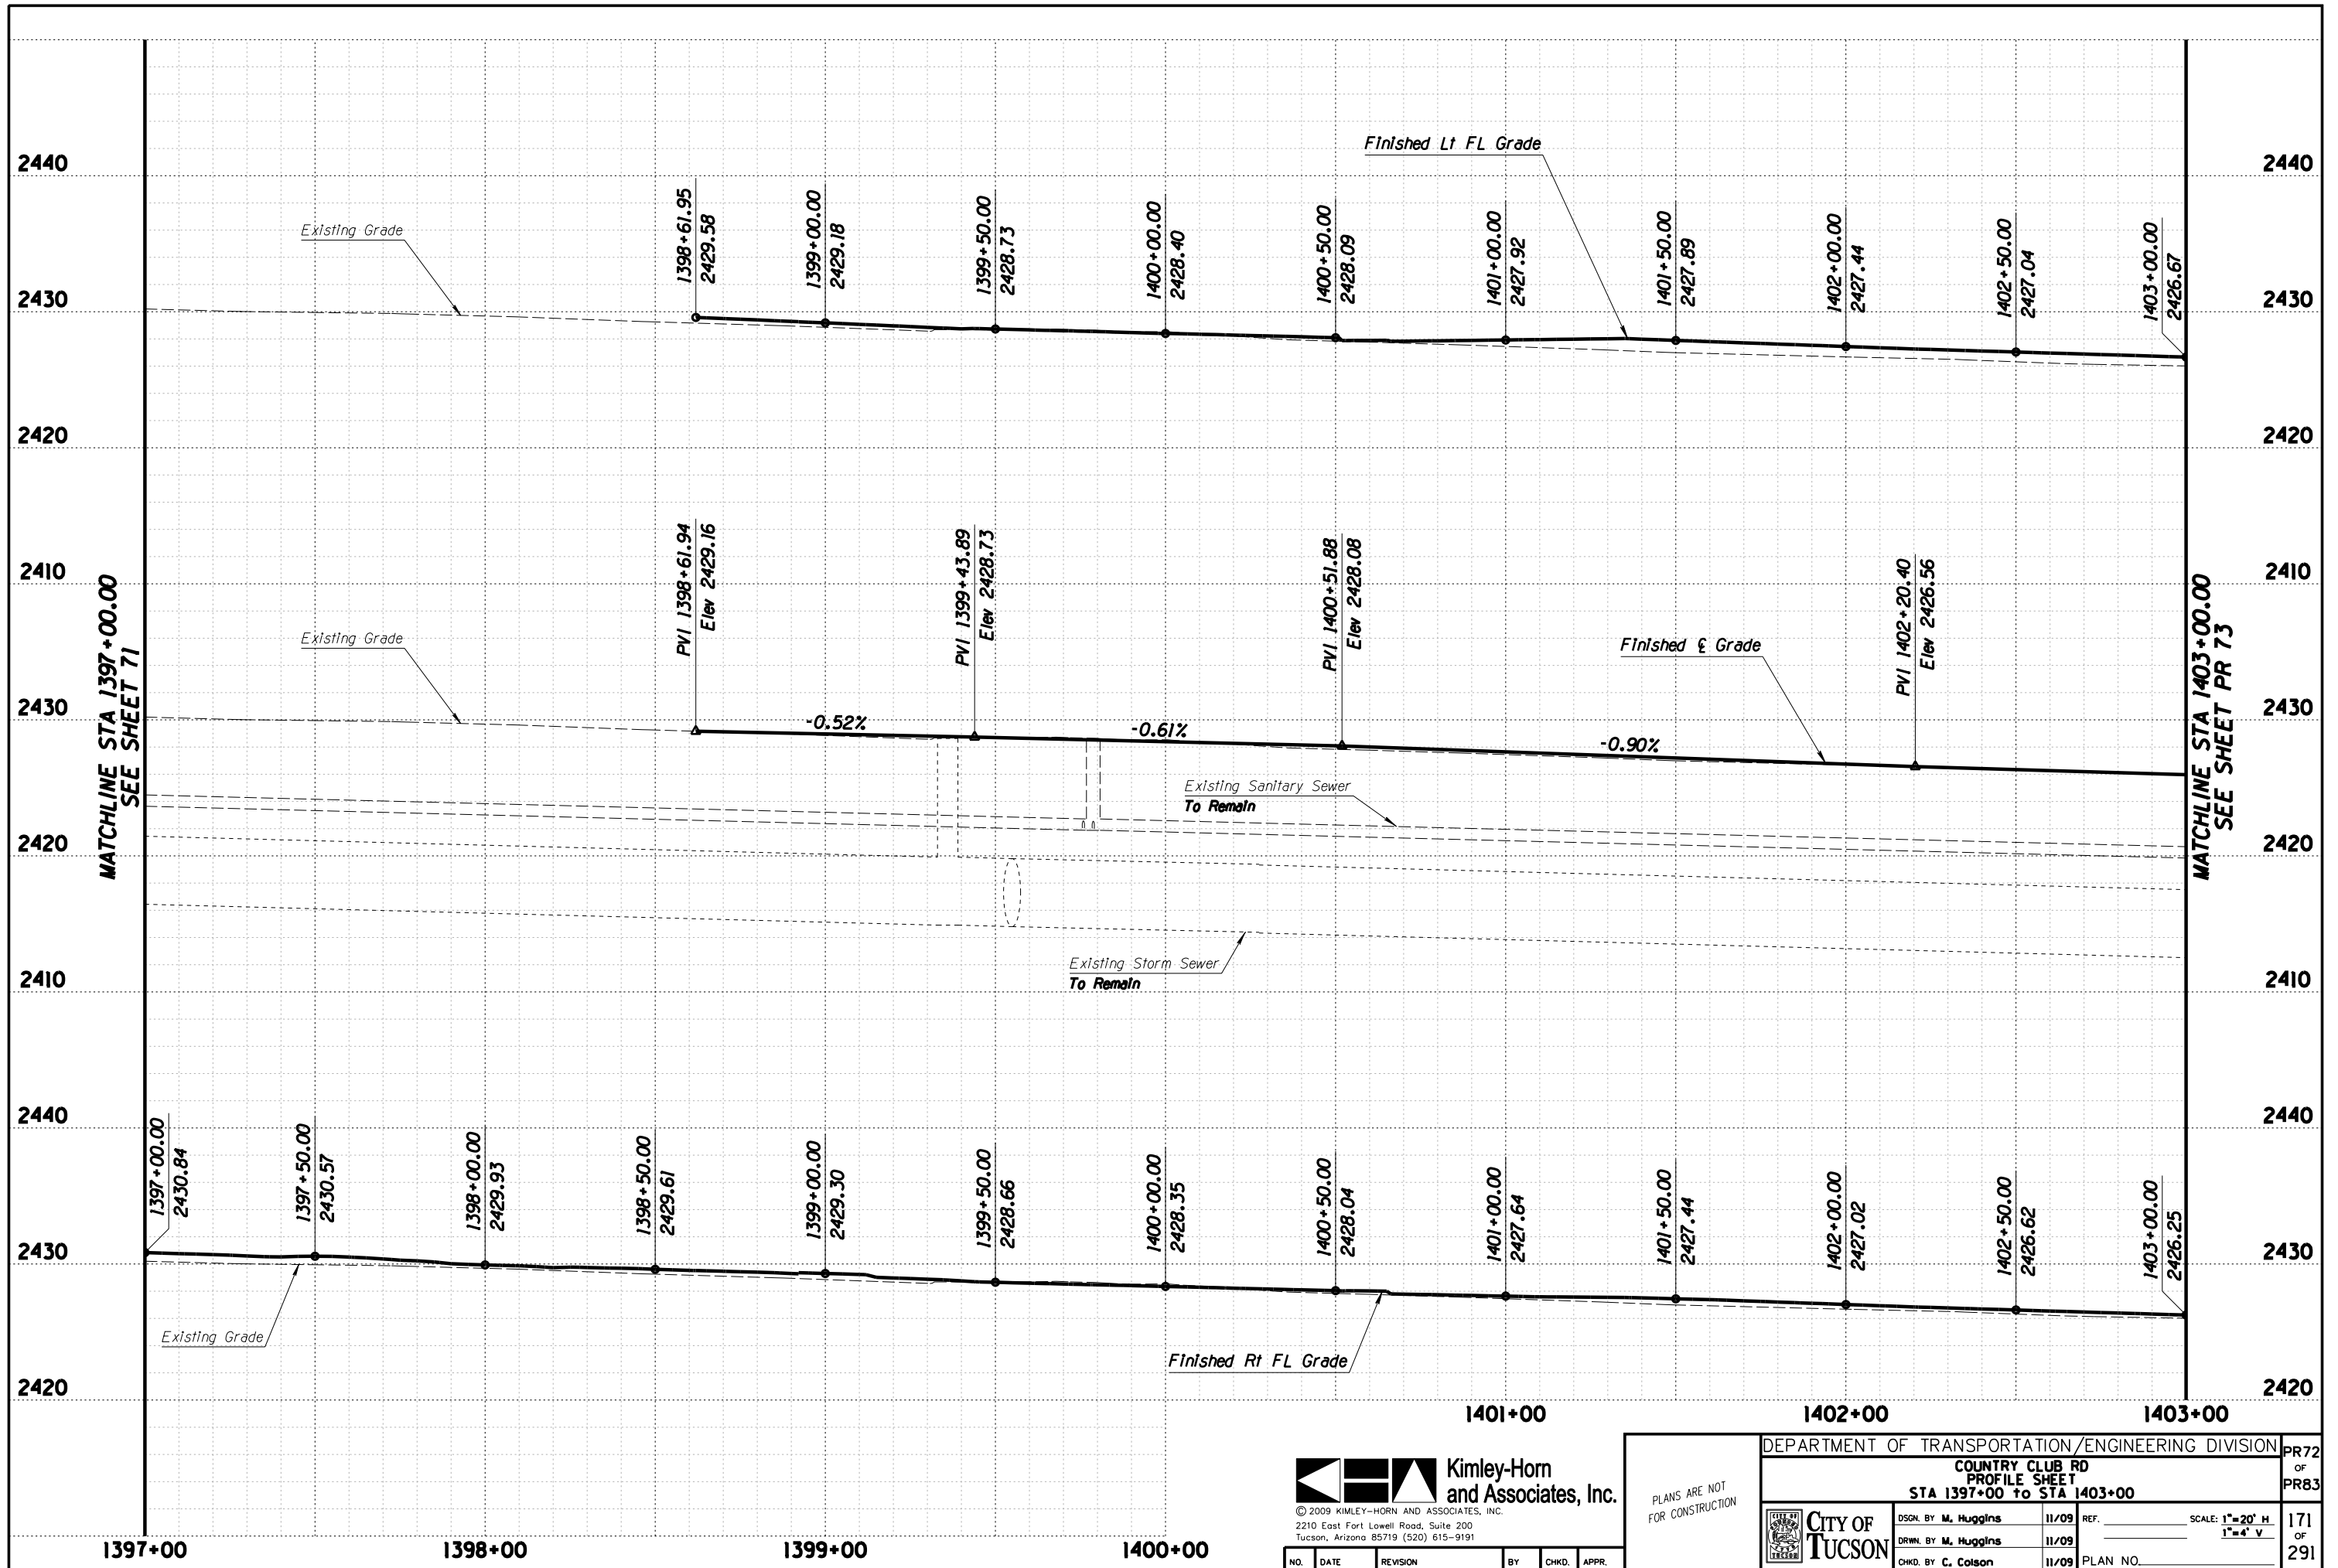 2440
2440
Finished Lt FL Grade
Existing Grade
1398+61.95
2429.58
1399+00.00
2429.18
1399+50.00
2428.73
1400+00.00
2428.40
1400+50.00
2428.09
1401+00.00
2427.92
1401+50.00
2427.89
1402+00.00
2427.44
1402+50.00
2427.04
1403+00.00
2426.67
2430
2430
2420
2420
2410
2410
MATCHLINE STA 1397+00.00
SEE SHEET 71
MATCHLINE STA 1403+00.00
SEE SHEET PR 73
PVI 1398+61.94
Elev 2429.16
PVI 1399+43.89
Elev 2428.73
PVI 1400+51.88
Elev 2428.08
PVI 1402+20.40
Elev 2426.56
Existing Grade
Finished ℄ Grade
2430
2430
-0.52%
-0.61%
-0.90%
Existing Sanitary Sewer
To Remain
2420
2420
Existing Storm Sewer
To Remain
2410
2410
2440
2440
1397+00.00
2430.84
1397+50.00
2430.57
1398+00.00
2429.93
1398+50.00
2429.61
1399+00.00
2429.30
1399+50.00
2428.66
1400+00.00
2428.35
1400+50.00
2428.04
1401+00.00
2427.64
1401+50.00
2427.44
1402+00.00
2427.02
1402+50.00
2426.62
1403+00.00
2426.25
2430
2430
Existing Grade
Finished Rt FL Grade
2420
2420
1401+00
1402+00
1403+00
1397+00
1398+00
1399+00
1400+00
Kimley-Horn
and Associates, Inc.
© 2009 KIMLEY-HORN AND ASSOCIATES, INC.
2210 East Fort Lowell Road, Suite 200
Tucson, Arizona 85719 (520) 615-9191
NO. DATE REVISION BY CHKD. APPR.
PLANS ARE NOT
FOR CONSTRUCTION
DEPARTMENT OF TRANSPORTATION/ENGINEERING DIVISION
COUNTRY CLUB RD
PROFILE SHEET
STA 1397+00 to STA 1403+00
PR72
OF
PR83
CITY OF
TUCSON
DSGN. BY M. Huggins 11/09
DRWN. BY M. Huggins 11/09
CHKD. BY C. Colson 11/09
REF.
SCALE: 1"=20' H
1"=4' V
PLAN NO.
171
OF
291